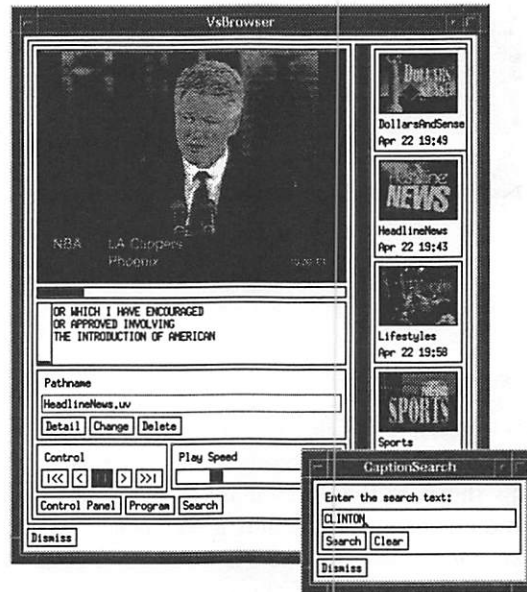 VsBrowser
NBA LA Clippers
Phoenix
OR WHICH I HAVE ENCOURAGED
OR APPROVED INVOLVING
THE INTRODUCTION OF AMERICAN
Pathname
HeadlineNews.uv
Detail Change Delete
Control
Play Speed
I<< < > >>I
Control Panel Program Search
Dismiss
DOLLARS
DollarsAndSense
Apr 22 19:49
NEWS
HeadlineNews
Apr 22 19:43
Lifestyles
Apr 22 19:58
SPORTS
Sports
CaptionSearch
Enter the search text:
CLINTON
Search Clear
Dismiss